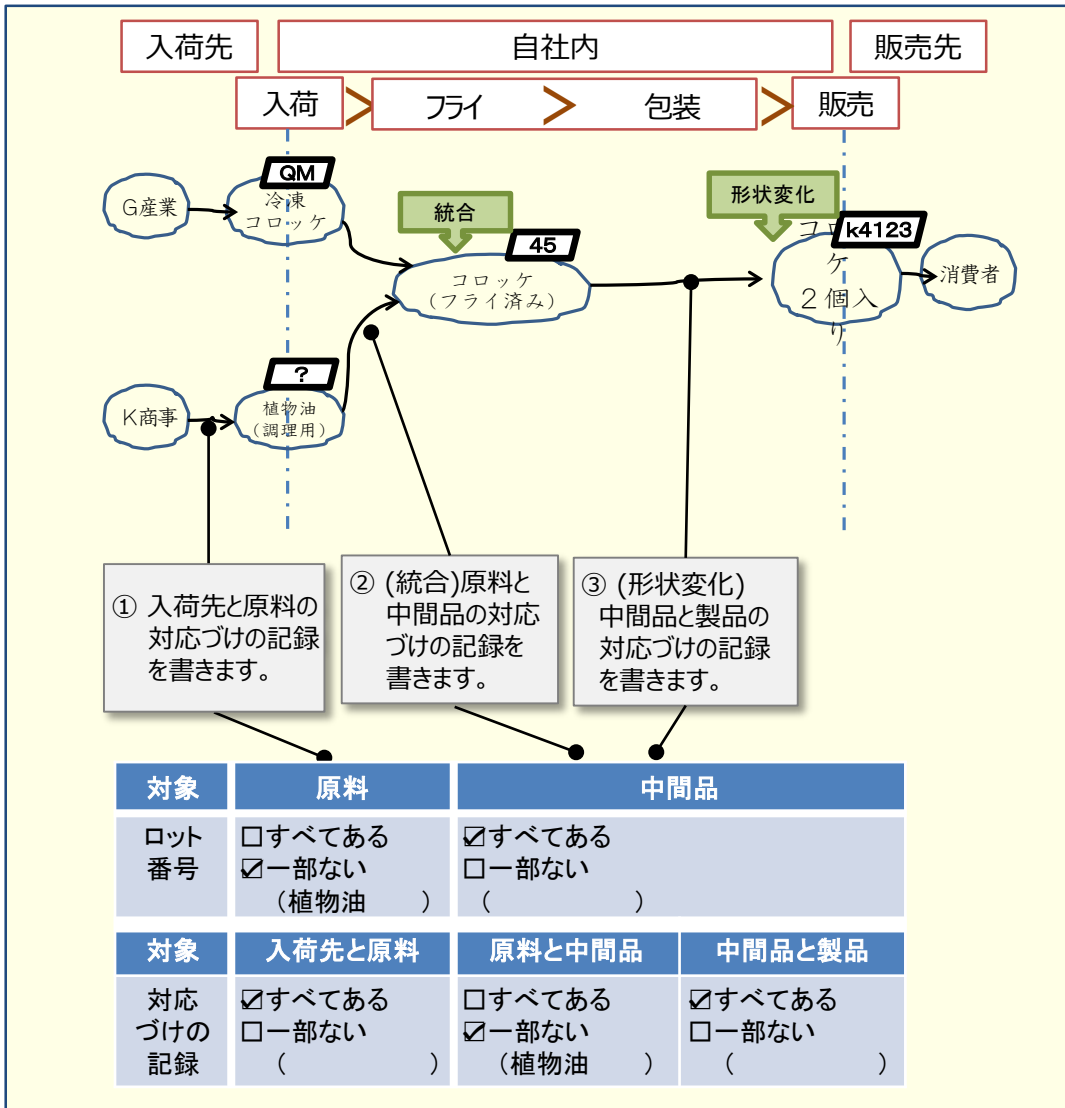 入荷先 自社内 販売先
入荷 フライ 包装 販売
QM
冷凍
コロッケ
G産業
統合
45
コロッケ
(フライ済み)
形状変化
k4123
コロッ
ケ
2個入
り
消費者
?
植物油
(調理用)
K商事
① 入荷先と原料の
対応づけの記録
を書きます。
② (統合)原料と
中間品の対応
づけの記録を
書きます。
③ (形状変化)
中間品と製品の
対応づけの記録
を書きます。
対象 原料 中間品
ロット
番号
□すべてある
☑一部ない
(植物油 )
☑すべてある
□一部ない
( )
対象 入荷先と原料 原料と中間品 中間品と製品
対応
づけの
記録
☑すべてある
□一部ない
( )
□すべてある
☑一部ない
(植物油 )
☑すべてある
□一部ない
( )